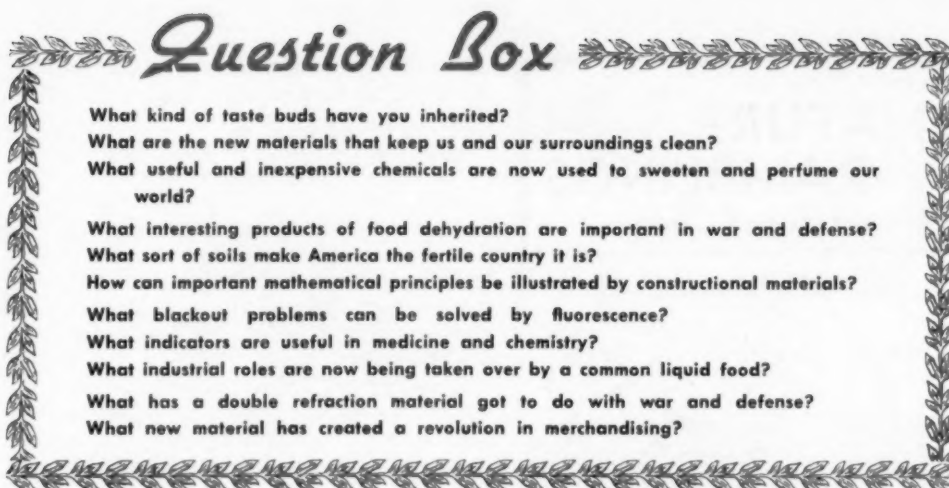 Question Box
What kind of taste buds have you inherited?
What are the new materials that keep us and our surroundings clean?
What useful and inexpensive chemicals are now used to sweeten and perfume our
world?
What interesting products of food dehydration are important in war and defense?
What sort of soils make America the fertile country it is?
How can important mathematical principles be illustrated by constructional materials?
What blackout problems can be solved by fluorescence?
What indicators are useful in medicine and chemistry?
What industrial roles are now being taken over by a common liquid food?
What has a double refraction material got to do with war and defense?
What new material has created a revolution in merchandising?